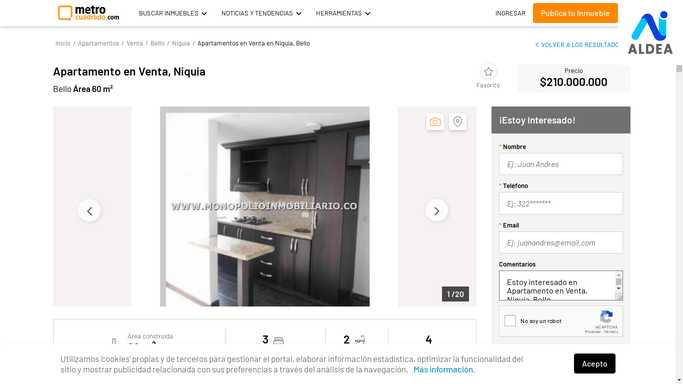 metro
cuadrado.com
BUSCAR INMUEBLES
NOTICIAS Y TENDENCIAS
HERRAMIENTAS
INGRESAR
Publica tu Inmueble
ALDEA
Inicio / Apartamentos / Venta / Bello / Niquia / Apartamentos en Venta en Niquia, Bello
VOLVER A LOS RESULTADO
Apartamento en Venta, Niquia
Bello Área 60 m²
Favorito
Precio
$210.000.000
WWW.MONOPOLIOINMOBILIARIO.CO
1 / 20
¡Estoy Interesado!
* Nombre
Ej: Juan Andres
* Teléfono
Ej: 322*******
* Email
Ej: juanandres@email.com
Comentarios
Estoy interesado en
Apartamento en Venta,
Niquia, Bello
No soy un robot
reCAPTCHA
Privacidad - Términos
Área construida
3
2
4
Utilizamos 'cookies' propias y de terceros para gestionar el portal, elaborar información estadística, optimizar la funcionalidad del
sitio y mostrar publicidad relacionada con sus preferencias a través del análisis de la navegación. Más información.
Acepto